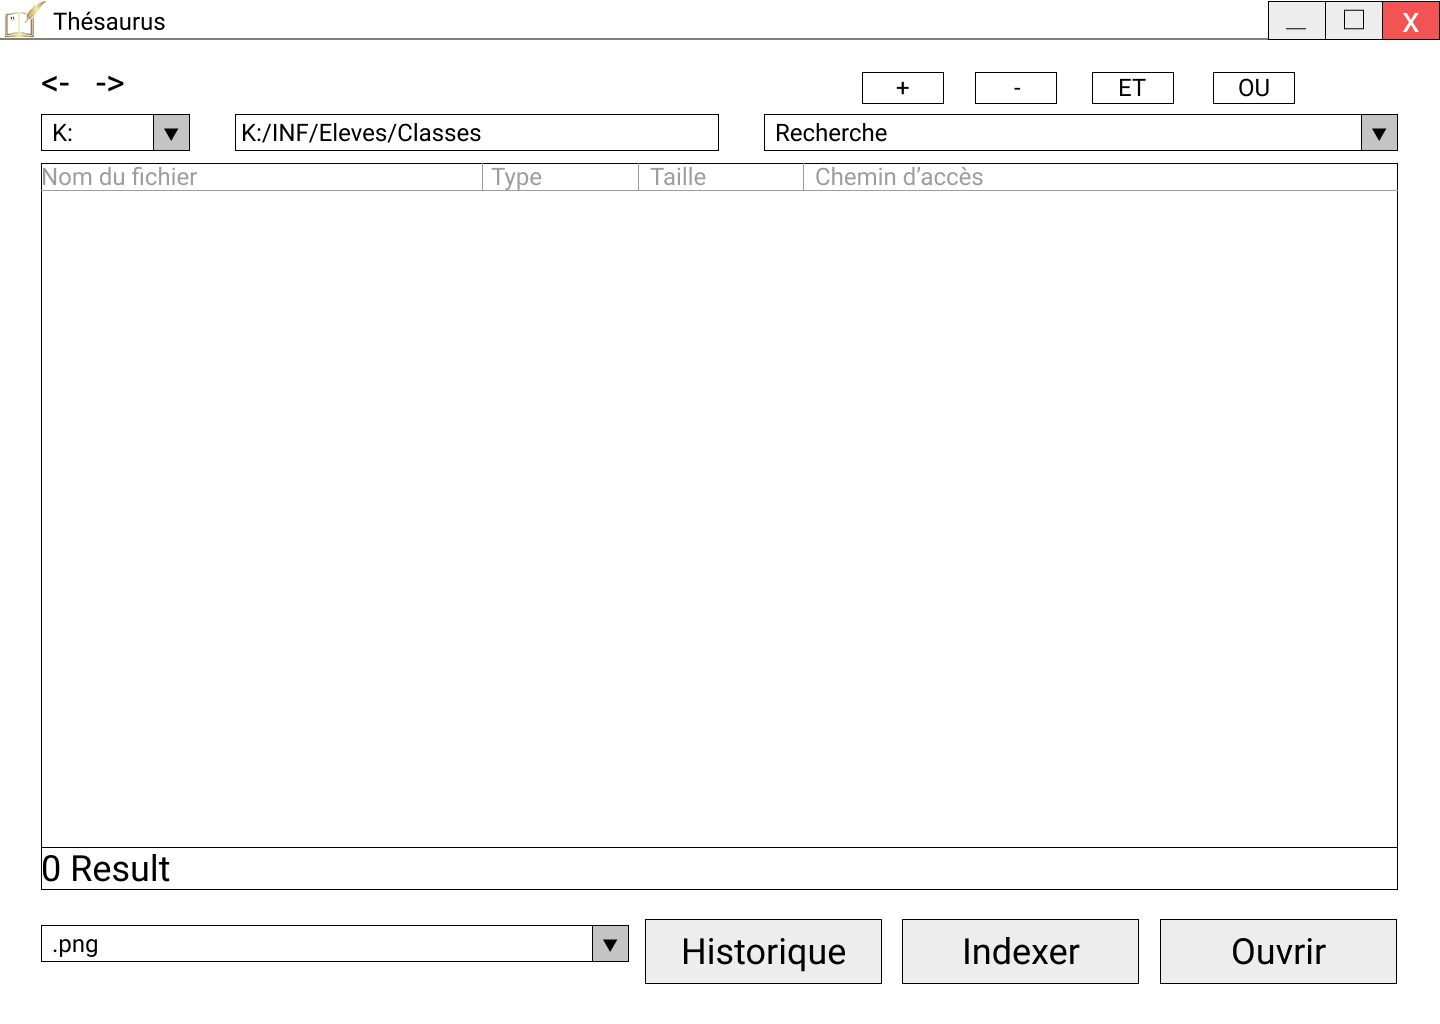 Thésaurus
X
<- ->
+ - ET OU
K: K:/INF/Eleves/Classes Recherche
Nom du fichier Type Taille Chemin d’accès
0 Result
.png Historique Indexer Ouvrir